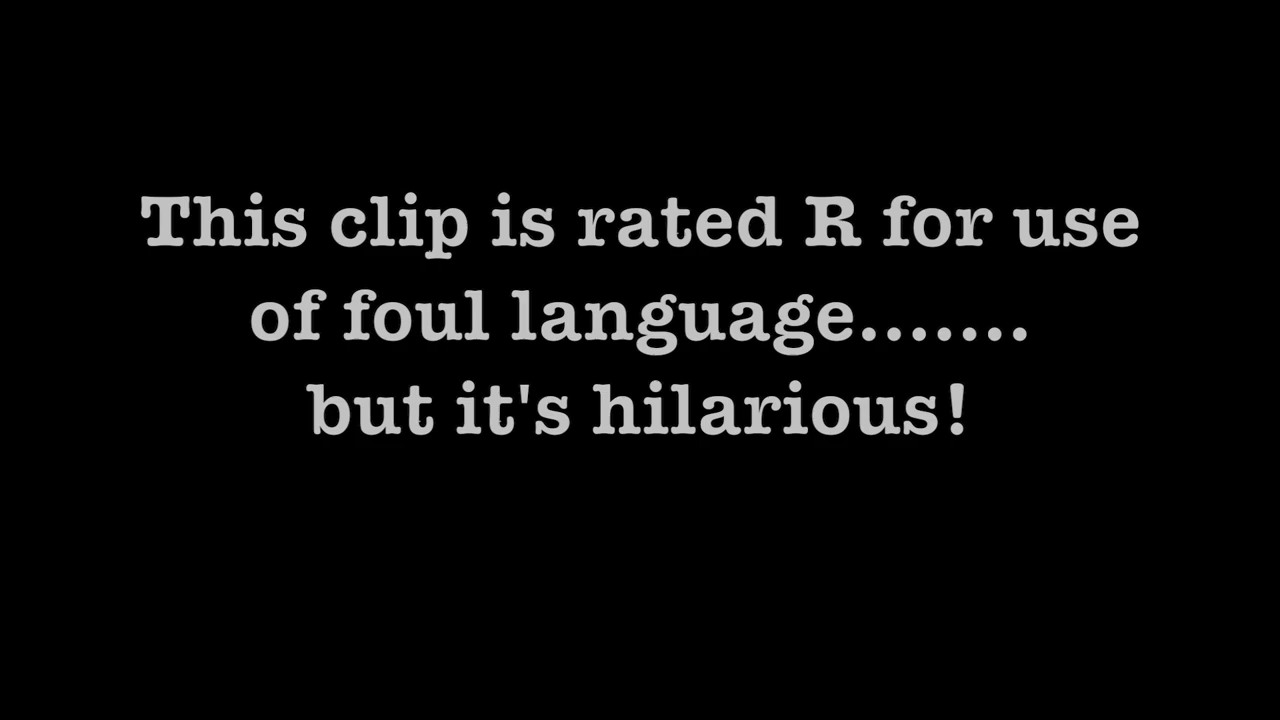 This clip is rated R for use
of foul language.......
but it's hilarious!